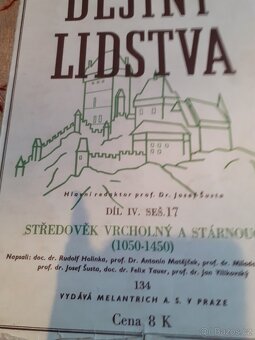 DĚJINY
LIDSTVA
Hlavní redaktor prof. Dr. Josef Šusta
DÍL IV. SEŠ.17
STŘEDOVĚK VRCHOLNÝ A STÁRNOUC
(1050-1450)
Napsali: doc. dr. Rudolf Holinka, prof. Dr. Antonín Matějček, prof. dr. Milada
prof. dr. Josef Šusta, doc. dr. Felix Tauer, prof. dr. Jan Vilikovský
134
VYDÁVÁ MELANTRICH A. S. V PRAZE
Cena 8 K